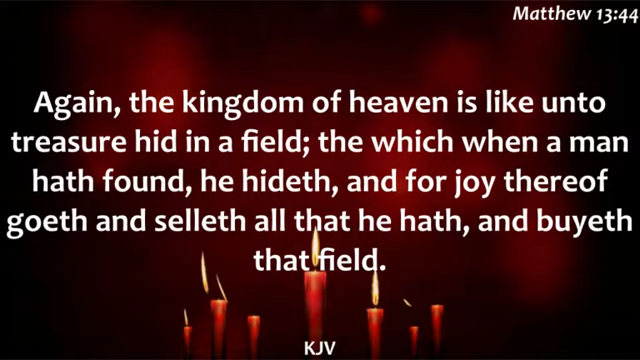 Matthew 13:44
Again, the kingdom of heaven is like unto
treasure hid in a field; the which when a man
hath found, he hideth, and for joy thereof
goeth and selleth all that he hath, and buyeth
that field.
KJV